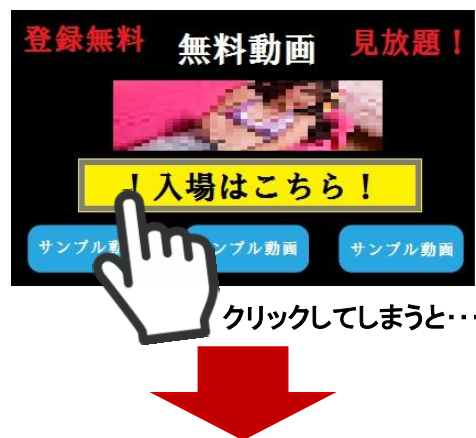 登録無料 無料動画 見放題!
!入場はこちら!
サンプル動画 サンプル動画 サンプル動画
クリックしてしまうと・・・